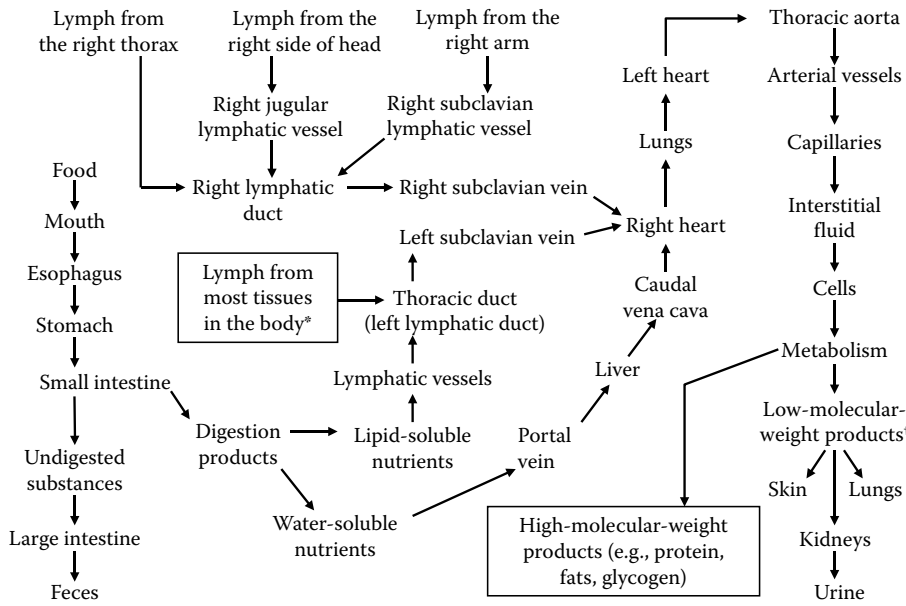 Lymph from
the right thorax
Lymph from the
right side of head
Lymph from the
right arm
Right jugular
lymphatic vessel
Right subclavian
lymphatic vessel
Right lymphatic
duct
Right subclavian vein
Left subclavian vein
Lymph from
most tissues
in the body*
Thoracic duct
(left lymphatic duct)
Lymphatic vessels
Lipid-soluble
nutrients
Food
Mouth
Esophagus
Stomach
Small intestine
Undigested
substances
Large intestine
Feces
Digestion
products
Water-soluble
nutrients
Portal
vein
Liver
Caudal
vena cava
Right heart
Lungs
Left heart
Thoracic aorta
Arterial vessels
Capillaries
Interstitial
fluid
Cells
Metabolism
High-molecular-weight
products (e.g., protein,
fats, glycogen)
Low-molecular-
weight products
Skin
Lungs
Kidneys
Urine